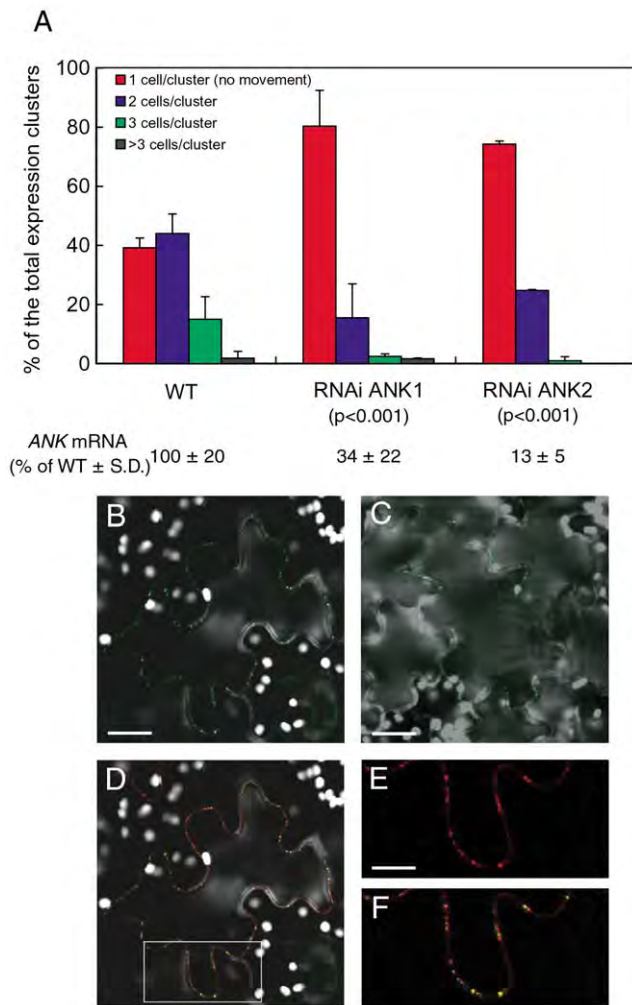 A
100
80
60
40
20
0
% of the total expression clusters
1 cell/cluster (no movement)
2 cells/cluster
3 cells/cluster
>3 cells/cluster
WT
RNAi ANK1
RNAi ANK2
(p<0.001)
(p<0.001)
ANK mRNA
(% of WT ± S.D.) 100 ± 20 34 ± 22 13 ± 5
B
C
D
E
F